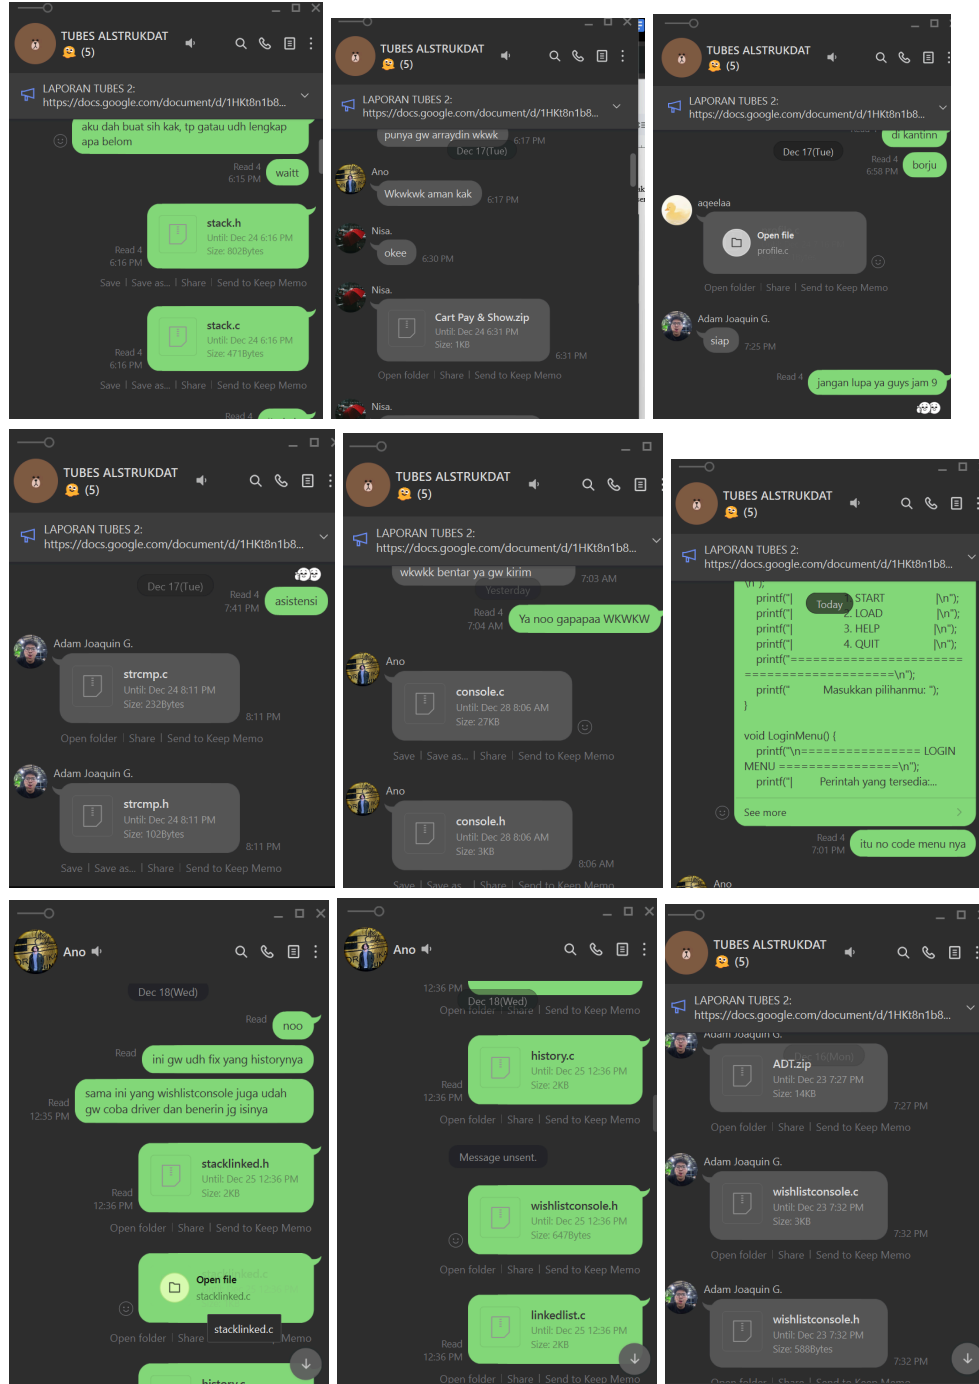 TUBES ALSTRUKDAT
(5)
LAPORAN TUBES 2:
https://docs.google.com/document/d/1HKt8n1b8...
aku dah buat sih kak, tp gatau udh lengkap
apa belom
Read 4
6:15 PM
waitt
stack.h
Until: Dec 24 6:16 PM
Size: 802Bytes
Read 4
6:16 PM
Save | Save as... | Share | Send to Keep Memo
stack.c
Until: Dec 24 6:16 PM
Size: 471Bytes
Read 4
6:16 PM
Save | Save as... | Share | Send to Keep Memo
Read 4
TUBES ALSTRUKDAT
(5)
LAPORAN TUBES 2:
https://docs.google.com/document/d/1HKt8n1b8...
punya gw arraydin wkwk
6:17 PM
Dec 17(Tue)
Ano
Wkwkwk aman kak
6:17 PM
Nisa.
okee
6:30 PM
Nisa.
Cart Pay & Show.zip
Until: Dec 24 6:31 PM
Size: 1KB
6:31 PM
Open folder | Share | Send to Keep Memo
Nisa.
TUBES ALSTRUKDAT
(5)
LAPORAN TUBES 2:
https://docs.google.com/document/d/1HKt8n1b8...
di kantinn
Dec 17(Tue)
Read 4
6:58 PM
borju
aqeelaa
Open file
profile.c
Open folder | Share | Send to Keep Memo
Adam Joaquin G.
siap
7:25 PM
Read 4
jangan lupa ya guys jam 9
TUBES ALSTRUKDAT
(5)
LAPORAN TUBES 2:
https://docs.google.com/document/d/1HKt8n1b8...
Dec 17(Tue)
Read 4
7:41 PM
asistensi
Adam Joaquin G.
strcmp.c
Until: Dec 24 8:11 PM
Size: 232Bytes
8:11 PM
Open folder | Share | Send to Keep Memo
Adam Joaquin G.
strcmp.h
Until: Dec 24 8:11 PM
Size: 102Bytes
8:11 PM
Save | Save as... | Share | Send to Keep Memo
TUBES ALSTRUKDAT
(5)
LAPORAN TUBES 2:
https://docs.google.com/document/d/1HKt8n1b8...
wkwkk bentar ya gw kirim
7:03 AM
Yesterday
Read 4
7:04 AM
Ya noo gapapaa WKWKW
Ano
console.c
Until: Dec 28 8:06 AM
Size: 27KB
Save | Save as... | Share | Send to Keep Memo
Ano
console.h
Until: Dec 28 8:06 AM
Size: 3KB
8:06 AM
Save | Save as... | Share | Send to Keep Memo
TUBES ALSTRUKDAT
(5)
LAPORAN TUBES 2:
https://docs.google.com/document/d/1HKt8n1b8...
\n");
Today
printf("| 1. START |\n");
printf("| 2. LOAD |\n");
printf("| 3. HELP |\n");
printf("| 4. QUIT |\n");
printf("=======================
====================\n");
printf(" Masukkan pilihanmu: ");
}
void LoginMenu() {
printf("\n================ LOGIN
MENU ================\n");
printf("| Perintah yang tersedia:...
See more
Read 4
7:01 PM
itu no code menu nya
Ano
Ano
Dec 18(Wed)
Read
noo
Read
ini gw udh fix yang historynya
sama ini yang wishlistconsole juga udah
gw coba driver dan benerin jg isinya
Read
12:35 PM
stacklinked.h
Until: Dec 25 12:36 PM
Size: 2KB
Read
12:36 PM
Open folder | Share | Send to Keep Memo
stacklinked.c
Open file
stacklinked.c
Open folder | Share
stacklinked.c
Memo
history.c
Ano
12:36 PM
Dec 18(Wed)
Open folder | Share | Send to Keep Memo
history.c
Until: Dec 25 12:36 PM
Size: 2KB
Read
12:36 PM
Open folder | Share | Send to Keep Memo
Message unsent.
wishlistconsole.h
Until: Dec 25 12:36 PM
Size: 647Bytes
Open folder | Share | Send to Keep Memo
linkedlist.c
Until: Dec 25 12:36 PM
Size: 2KB
Read
12:36 PM
Open folder | Share | Send to Keep Memo
TUBES ALSTRUKDAT
(5)
LAPORAN TUBES 2:
https://docs.google.com/document/d/1HKt8n1b8...
Adam Joaquin G.
Dec 16(Mon)
ADT.zip
Until: Dec 23 7:27 PM
Size: 14KB
7:27 PM
Open folder | Share | Send to Keep Memo
Adam Joaquin G.
wishlistconsole.c
Until: Dec 23 7:32 PM
Size: 3KB
7:32 PM
Open folder | Share | Send to Keep Memo
Adam Joaquin G.
wishlistconsole.h
Until: Dec 23 7:32 PM
Size: 588Bytes
7:32 PM
Open folder | Share | Send to Keep Memo